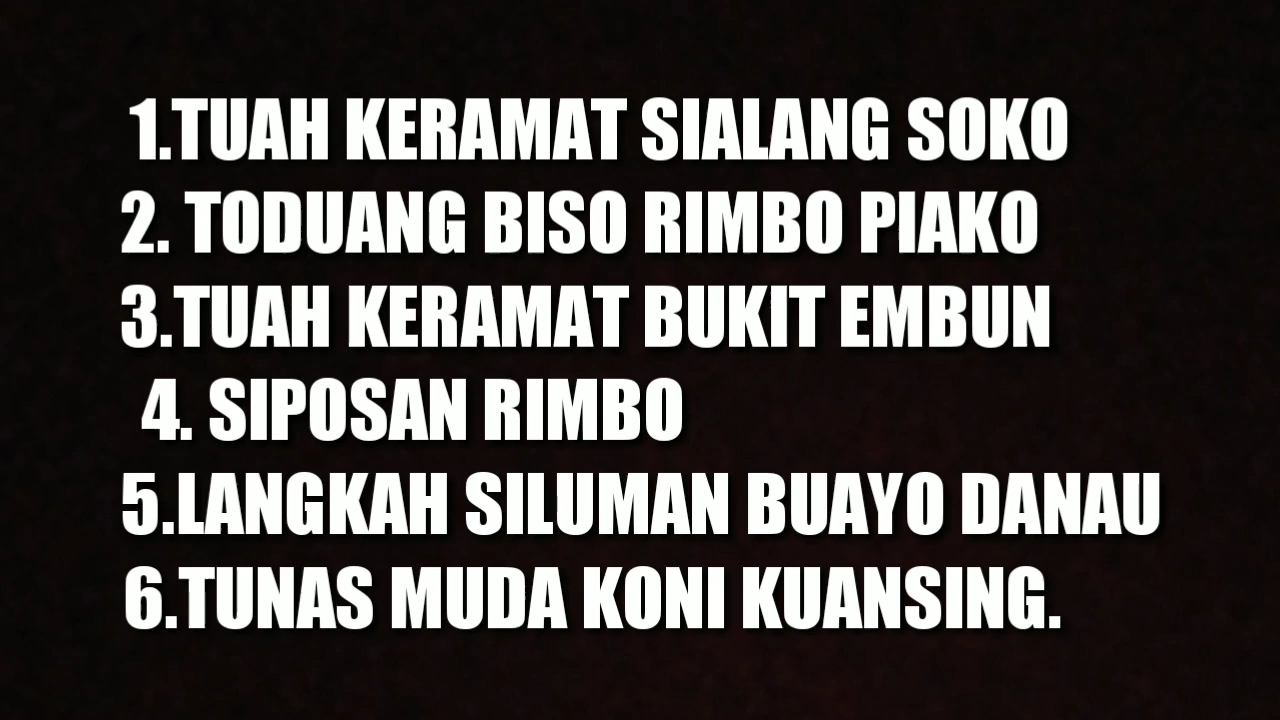 1.TUAH KERAMAT SIALANG SOKO
2. TODUANG BISO RIMBO PIAKO
3.TUAH KERAMAT BUKIT EMBUN
4. SIPOSAN RIMBO
5.LANGKAH SILUMAN BUAYO DANAU
6.TUNAS MUDA KONI KUANSING.